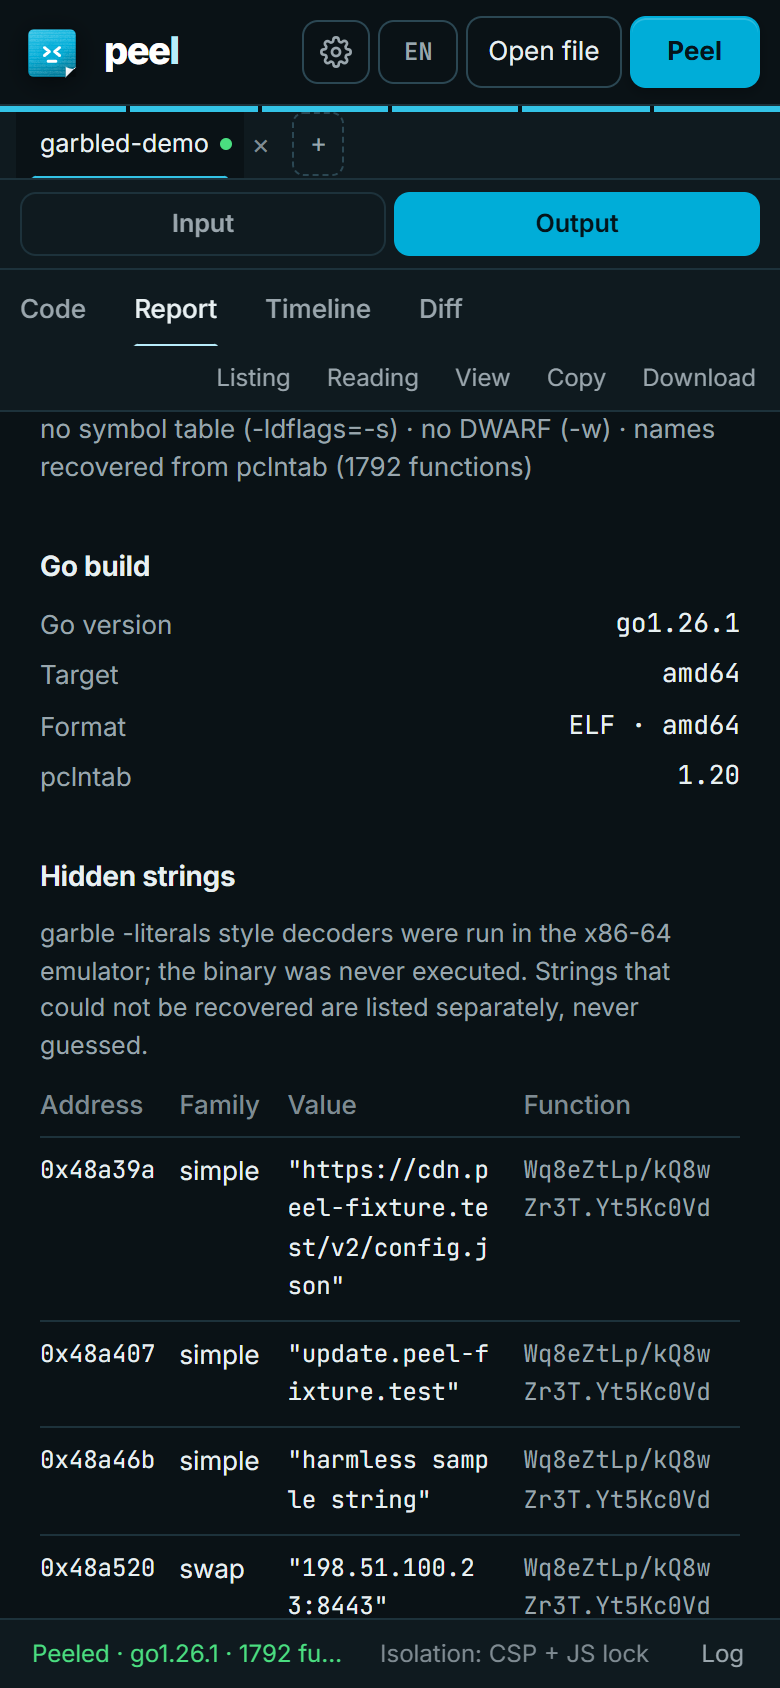 peel
EN
Open file
Peel
garbled-demo
×
+
Input
Output
Code
Report
Timeline
Diff
Listing
Reading
View
Copy
Download
no symbol table (-ldflags=-s) · no DWARF (-w) · names
recovered from pclntab (1792 functions)
Go build
Go version go1.26.1
Target amd64
Format ELF · amd64
pclntab 1.20
Hidden strings
garble -literals style decoders were run in the x86-64
emulator; the binary was never executed. Strings that
could not be recovered are listed separately, never
guessed.
Address Family Value Function
0x48a39a simple "https://cdn.p Wq8eZtLp/kQ8w
eel-fixture.te Zr3T.Yt5Kc0Vd
st/v2/config.j
son"
0x48a407 simple "update.peel-f Wq8eZtLp/kQ8w
ixture.test" Zr3T.Yt5Kc0Vd
0x48a46b simple "harmless samp Wq8eZtLp/kQ8w
le string" Zr3T.Yt5Kc0Vd
0x48a520 swap "198.51.100.2 Wq8eZtLp/kQ8w
3:8443" Zr3T.Yt5Kc0Vd
Peeled · go1.26.1 · 1792 fu...
Isolation: CSP + JS lock
Log